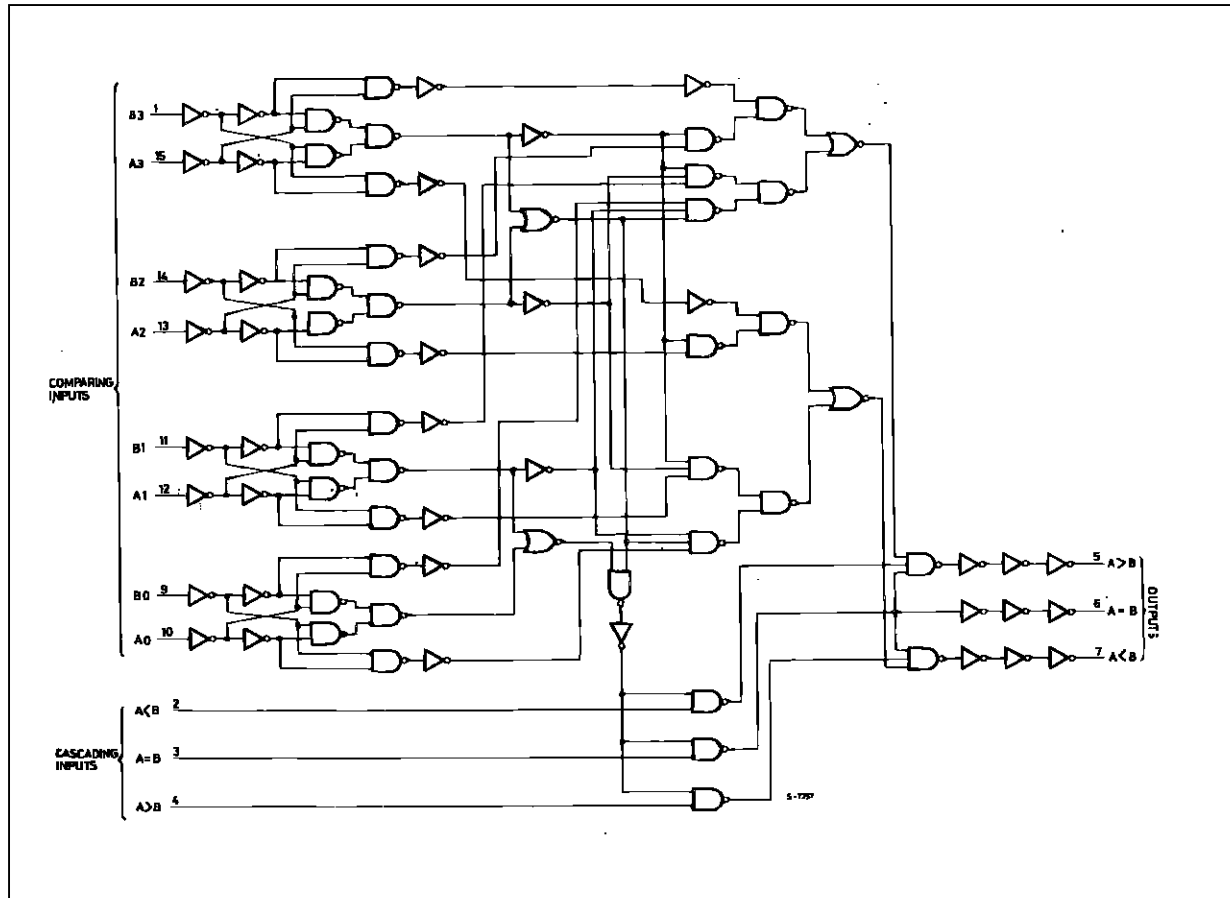 B3 1
A3 15
B2 14
A2 13
COMPARING
INPUTS
B1 11
A1 12
B0 9
A0 10
5 A>B
6 A=B
7 A<B
OUTPUTS
A<B 2
CASCADING
INPUTS
A=B 3
A>B 4